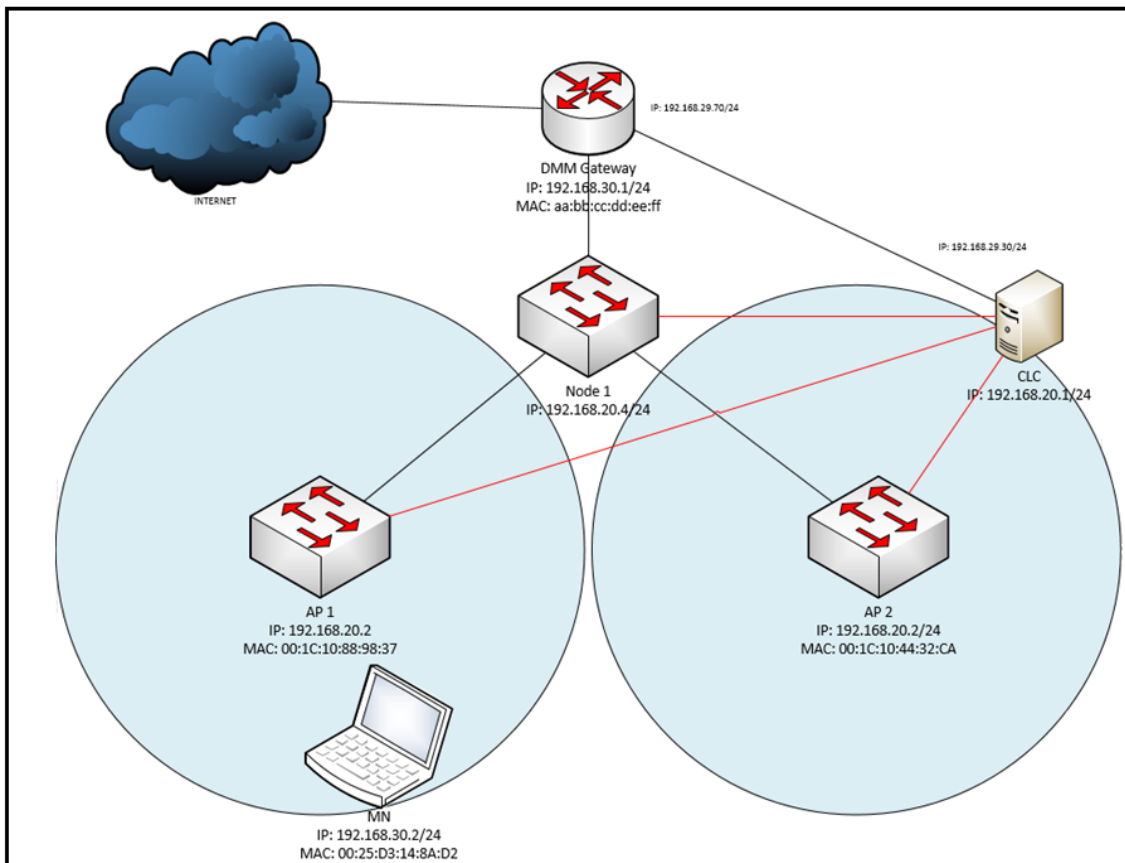 INTERNET
IP: 192.168.29.70/24
DMM Gateway
IP: 192.168.30.1/24
MAC: aa:bb:cc:dd:ee:ff
IP: 192.168.29.30/24
Node 1
IP: 192.168.20.4/24
CLC
IP: 192.168.20.1/24
AP 1
IP: 192.168.20.2
MAC: 00:1C:10:88:98:37
AP 2
IP: 192.168.20.2/24
MAC: 00:1C:10:44:32:CA
MN
IP: 192.168.30.2/24
MAC: 00:25:D3:14:8A:D2